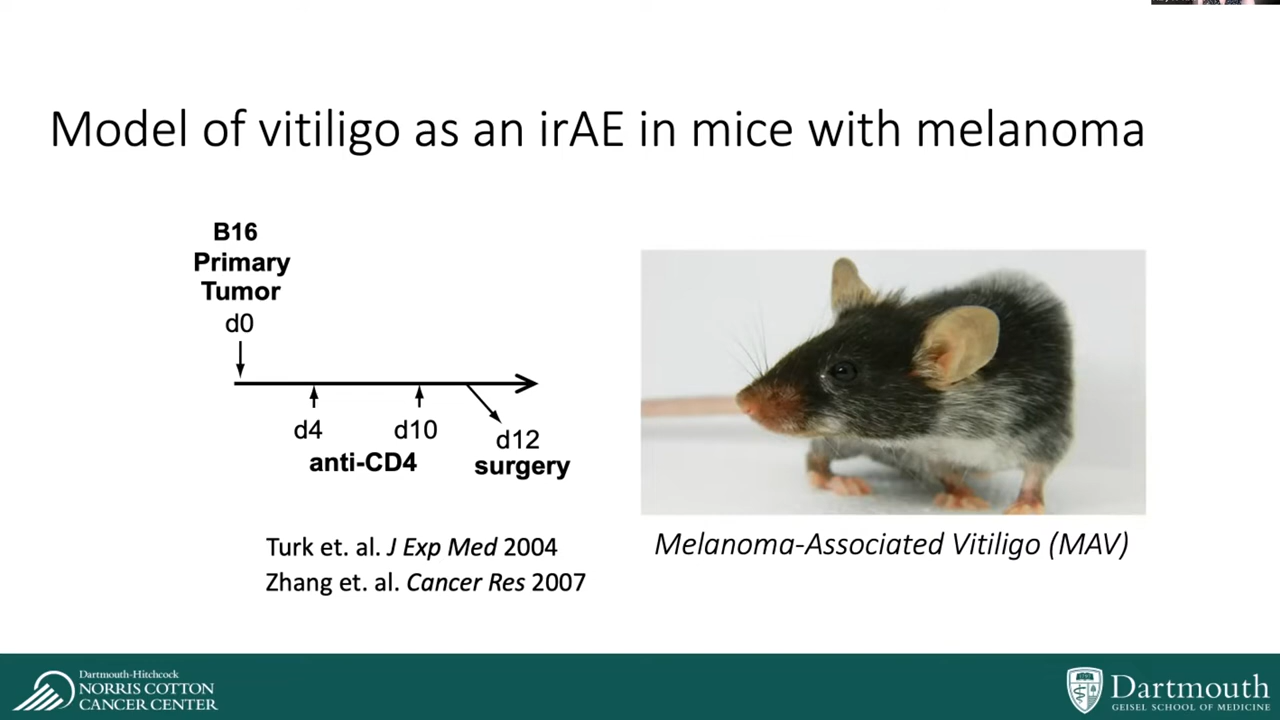 Model of vitiligo as an irAE in mice with melanoma
B16
Primary
Tumor
d0
d4
d10
anti-CD4
d12
surgery
Turk et. al. J Exp Med 2004
Zhang et. al. Cancer Res 2007
Melanoma-Associated Vitiligo (MAV)
Dartmouth-Hitchcock
NORRIS COTTON
CANCER CENTER
Dartmouth
GEISEL SCHOOL OF MEDICINE